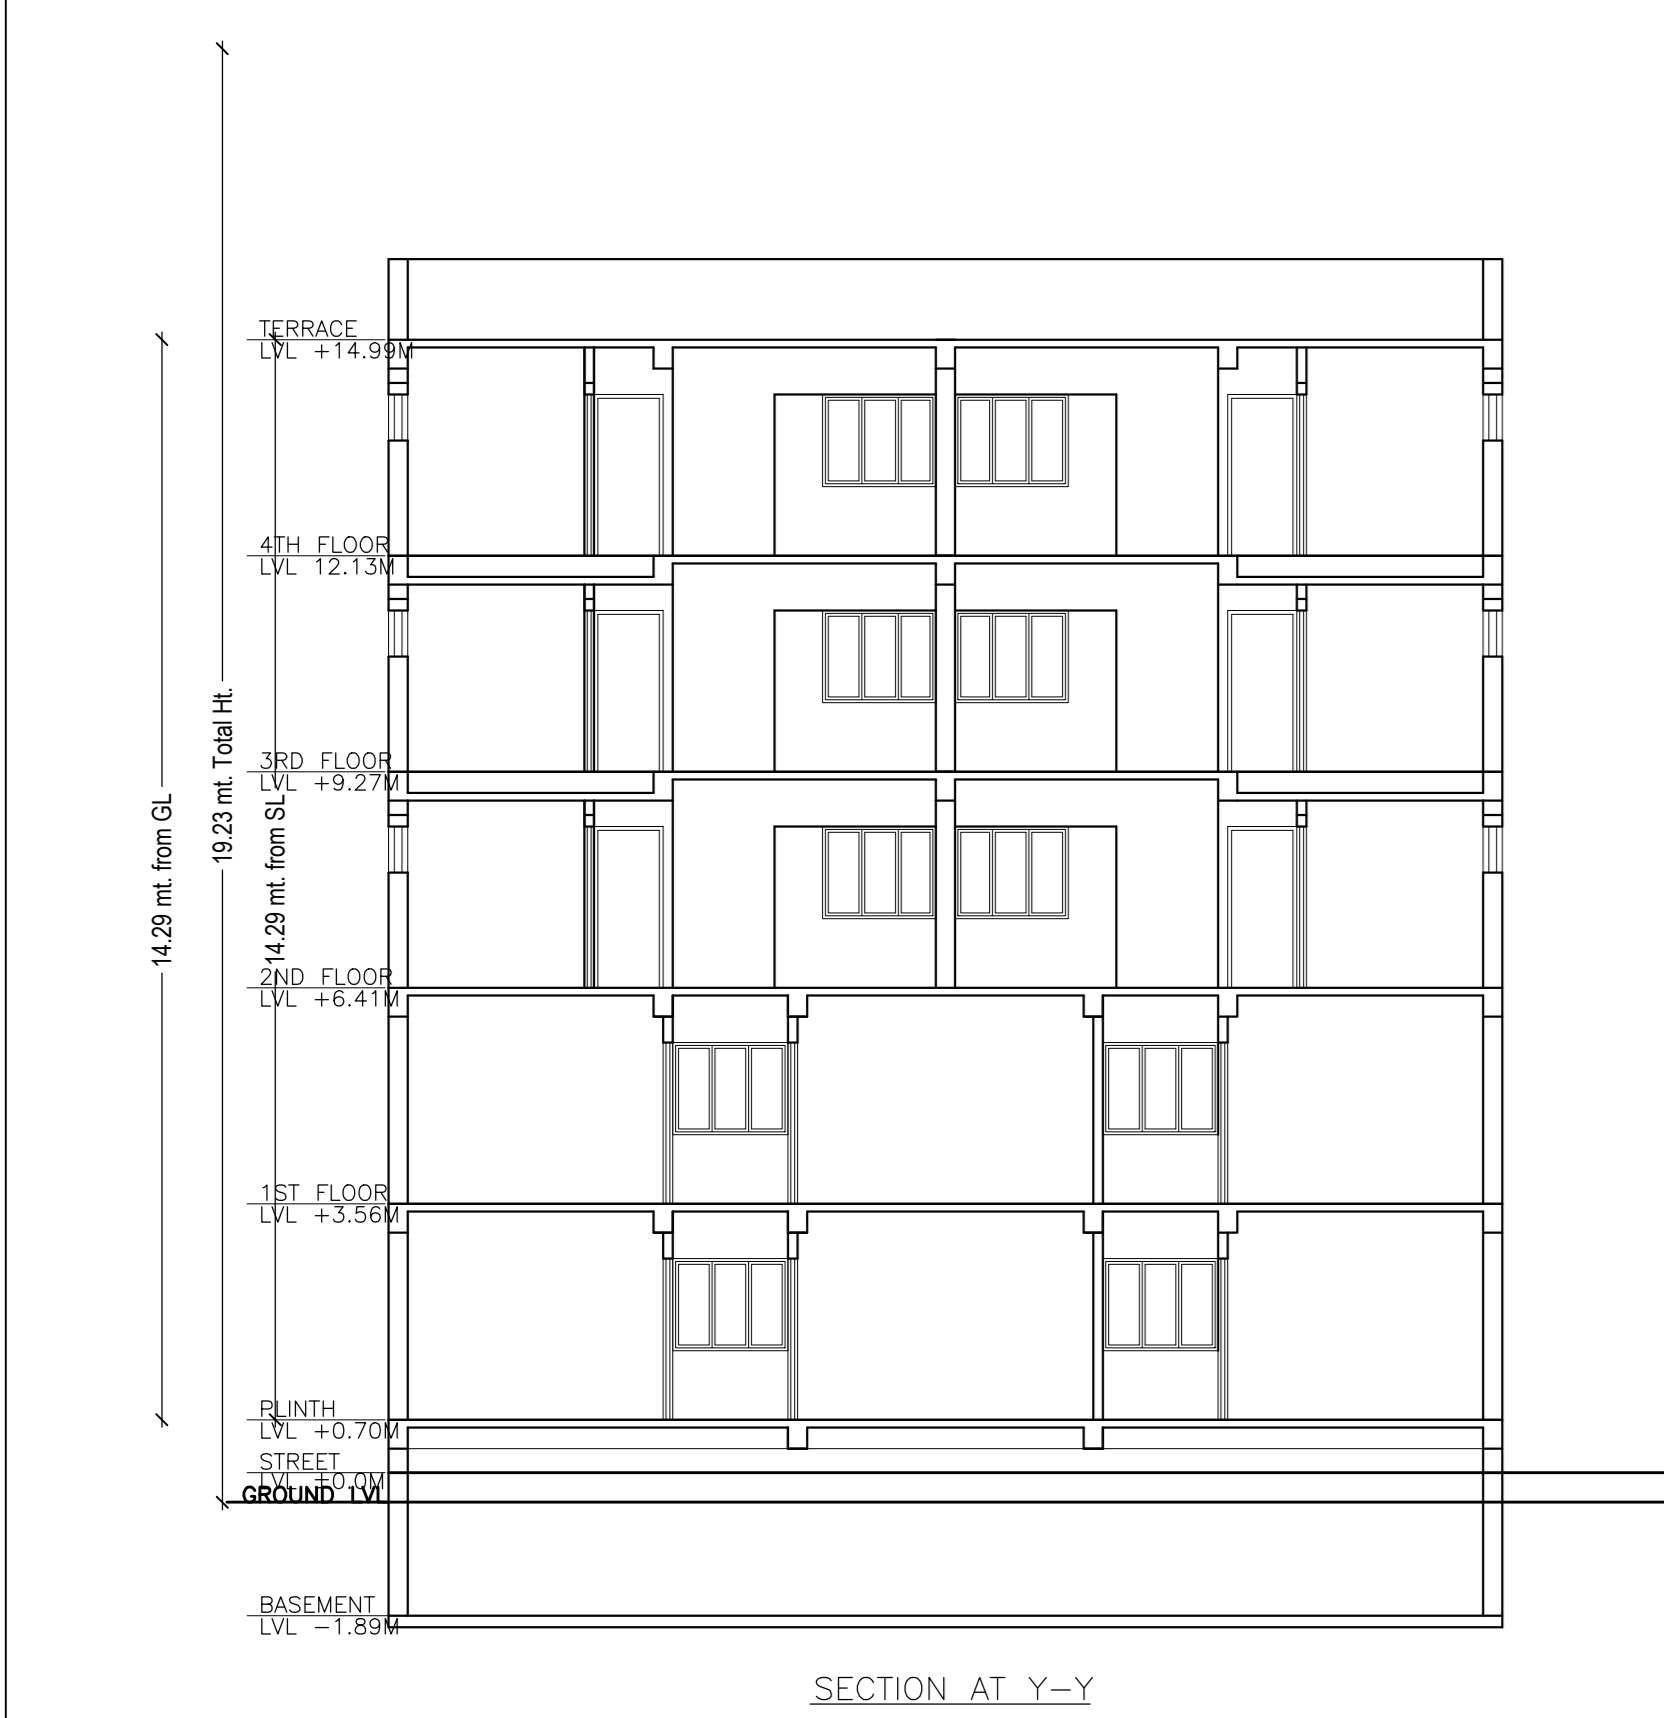 TERRACE
LVL +14.99M
4TH FLOOR
LVL 12.13M
3RD FLOOR
LVL +9.27M
14.29 mt. from GL
19.23 mt. Total Ht.
14.29 mt. from SL
2ND FLOOR
LVL +6.41M
1ST FLOOR
LVL +3.56M
PLINTH
LVL +0.70M
STREET
LVL +0.0M
GROUND LVL
BASEMENT
LVL -1.89M
SECTION AT Y-Y